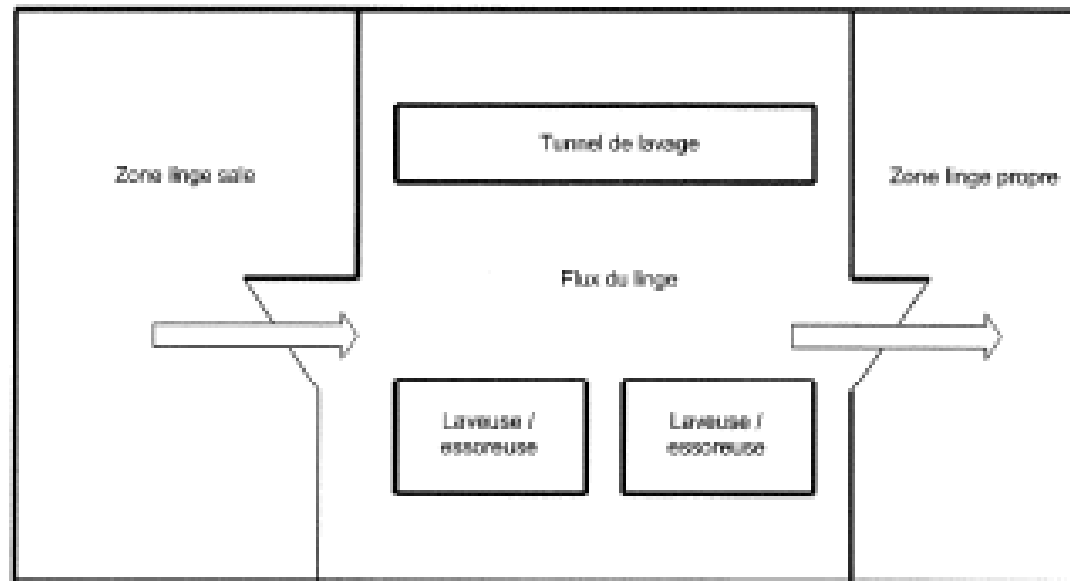 Tunnel de lavage
Zone linge sale
Zone linge propre
Flux du linge
Laveuse /
essoreuse
Laveuse /
essoreuse